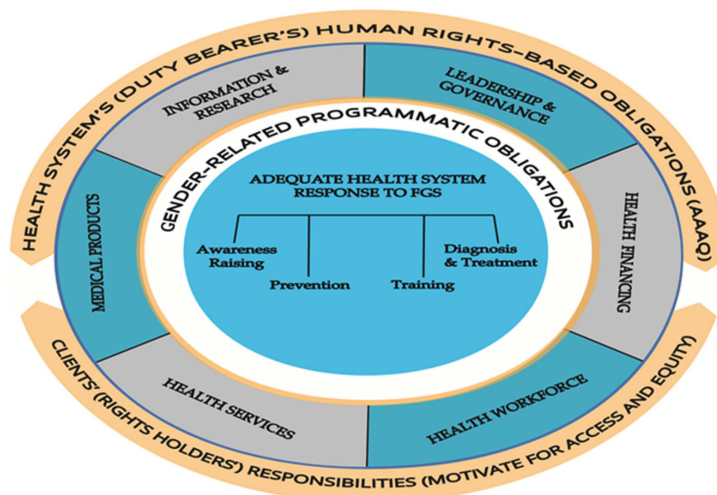 HEALTH SYSTEM'S (DUTY BEARER'S) HUMAN RIGHTS-BASED OBLIGATIONS (AAAQ)
INFORMATION &
RESEARCH
LEADERSHIP &
GOVERNANCE
GENDER-RELATED PROGRAMMATIC OBLIGATIONS
ADEQUATE HEALTH SYSTEM
RESPONSE TO FGS
Awareness
Raising
Prevention
Training
Diagnosis
& Treatment
MEDICAL PRODUCTS
HEALTH FINANCING
HEALTH SERVICES
HEALTH WORKFORCE
CLIENTS' (RIGHTS HOLDERS') RESPONSIBILITIES (MOTIVATE FOR ACCESS AND EQUITY)